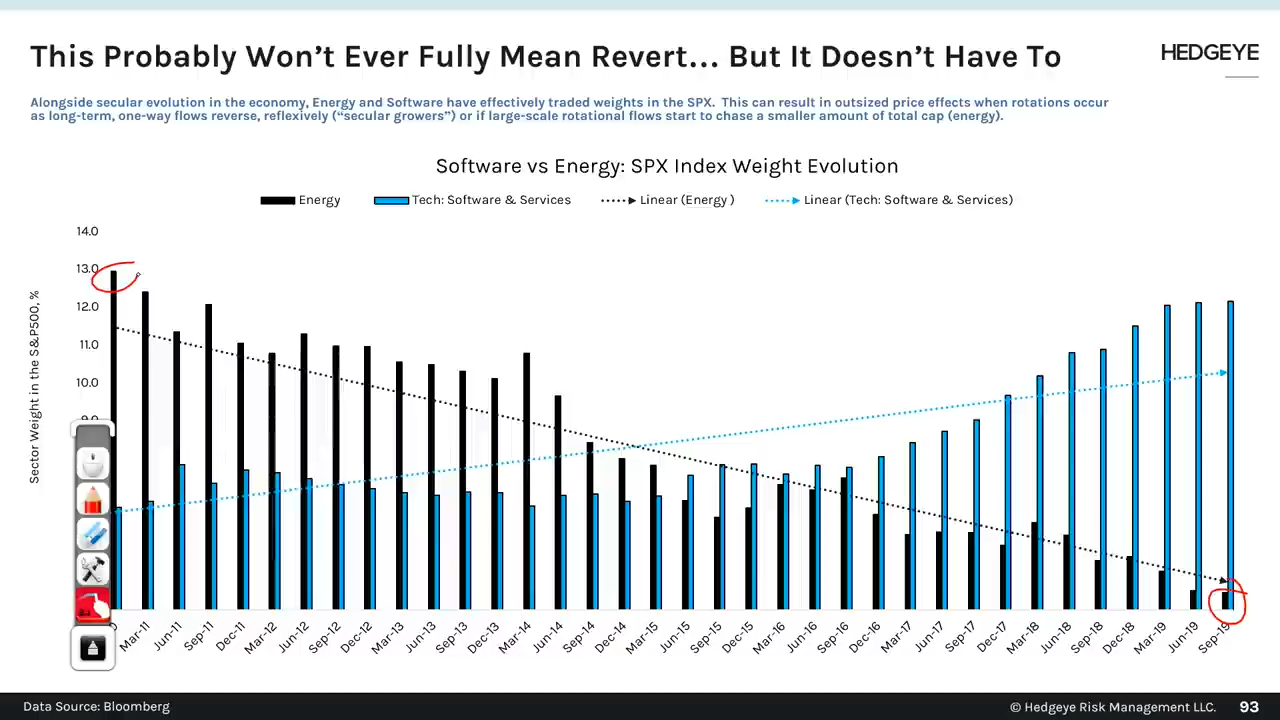 This Probably Won't Ever Fully Mean Revert... But It Doesn't Have To
HEDGEYE
Alongside secular evolution in the economy, Energy and Software have effectively traded weights in the SPX. This can result in outsized price effects when rotations occur
as long-term, one-way flows reverse, reflexively ("secular growers") or if large-scale rotational flows start to chase a smaller amount of total cap (energy).
Software vs Energy: SPX Index Weight Evolution
Energy
Tech: Software & Services
Linear (Energy )
Linear (Tech: Software & Services)
Sector Weight in the S&P500, %
14.0
13.0
12.0
11.0
10.0
9.0
Mar-11
Jun-11
Sep-11
Dec-11
Mar-12
Jun-12
Sep-12
Dec-12
Mar-13
Jun-13
Sep-13
Dec-13
Mar-14
Jun-14
Sep-14
Dec-14
Mar-15
Jun-15
Sep-15
Dec-15
Mar-16
Jun-16
Sep-16
Dec-16
Mar-17
Jun-17
Sep-17
Dec-17
Mar-18
Jun-18
Sep-18
Dec-18
Mar-19
Jun-19
Sep-19
Data Source: Bloomberg
© Hedgeye Risk Management LLC.
93